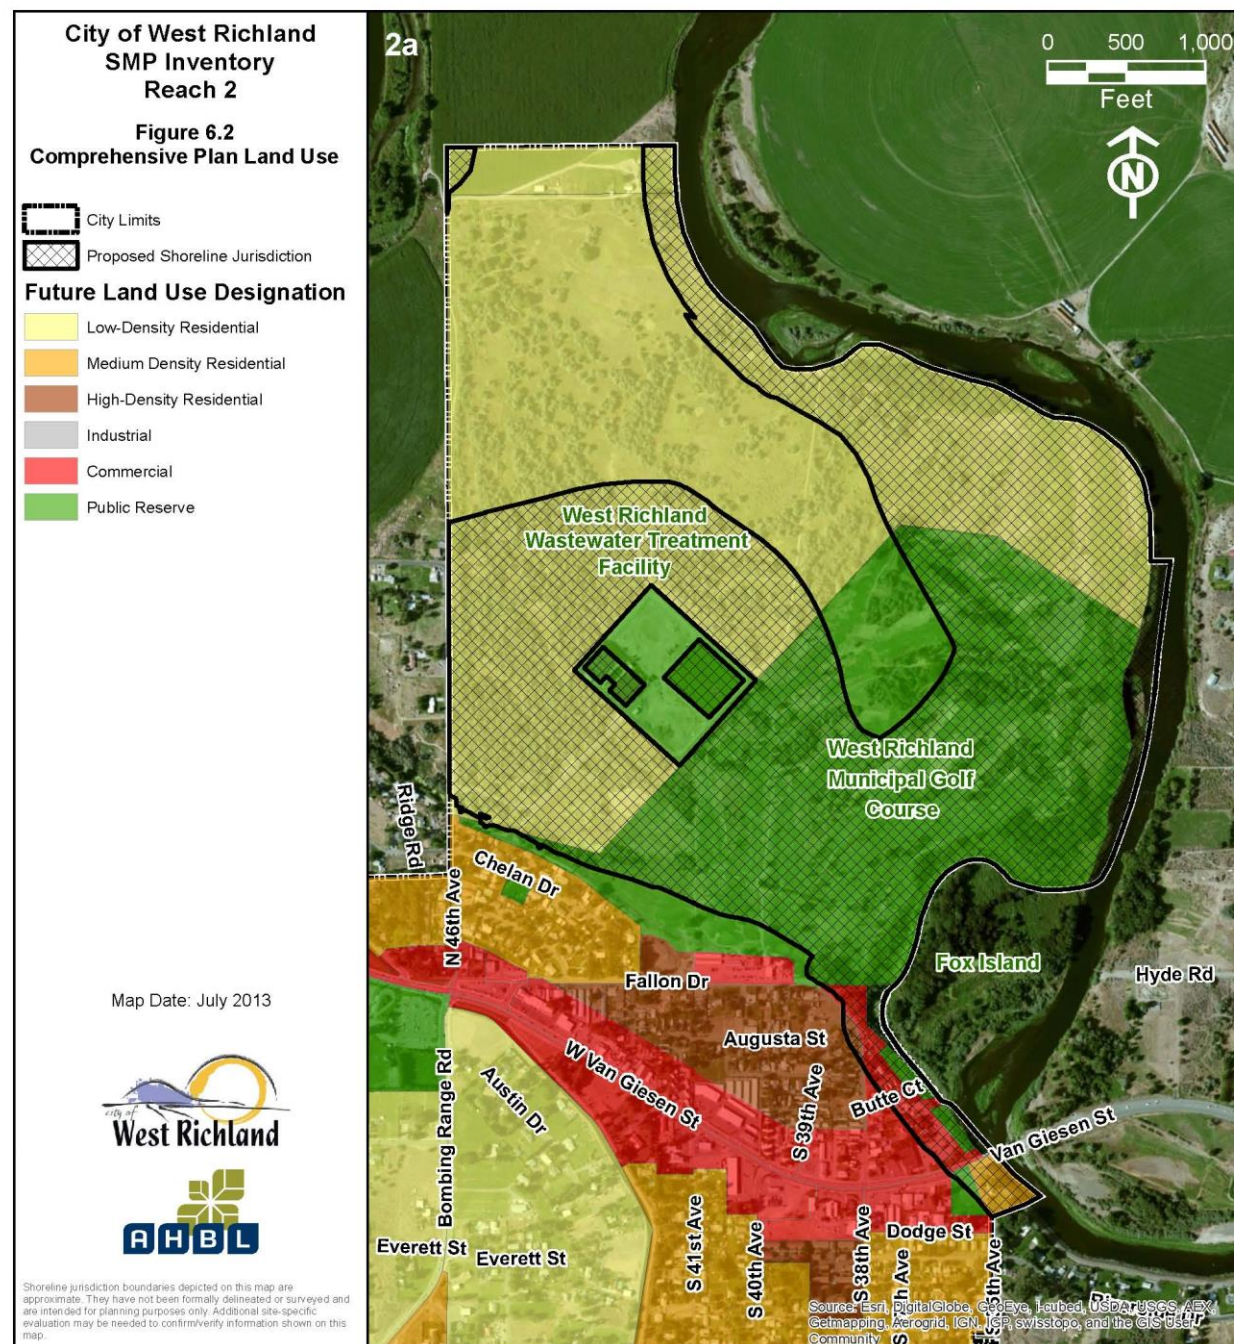 City of West Richland
SMP Inventory
Reach 2
Figure 6.2
Comprehensive Plan Land Use
City Limits
Proposed Shoreline Jurisdiction
Future Land Use Designation
Low-Density Residential
Medium Density Residential
High-Density Residential
Industrial
Commercial
Public Reserve
Map Date: July 2013
city of
West Richland
AHBL
Shoreline jurisdiction boundaries depicted on this map are
approximate. They have not been formally delineated or surveyed and
are intended for planning purposes only. Additional site-specific
evaluation may be needed to confirm/verify information shown on this
map.
2a
0 500 1,000
Feet
N
West Richland
Wastewater Treatment
Facility
West Richland
Municipal Golf
Course
Ridge Rd
Chelan Dr
N 46th Ave
Fox Island
Hyde Rd
Fallon Dr
Augusta St
W Van Giesen St
S 39th Ave
Butte Ct
Van Giesen St
Bombing Range Rd
Austin Dr
Everett St
Everett St
S 41st Ave
S 40th Ave
S 38th Ave
Dodge St
Source: Esri, DigitalGlobe, GeoEye, i-cubed, USDA, USGS, AEX,
Getmapping, Aerogrid, IGN, IGP, swisstopo, and the GIS User
Community